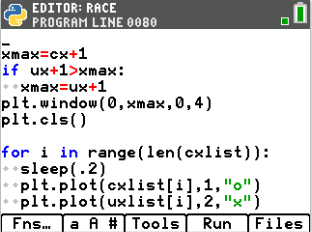 EDITOR: RACE
PROGRAM LINE 0080
_
xmax=cx+1
if ux+1>xmax:
  xmax=ux+1
plt.window(0,xmax,0,4)
plt.cls()

for i in range(len(cxlist)):
  sleep(.2)
  plt.plot(cxlist[i],1,"o")
  plt.plot(uxlist[i],2,"x")
Fns… a A # Tools Run Files